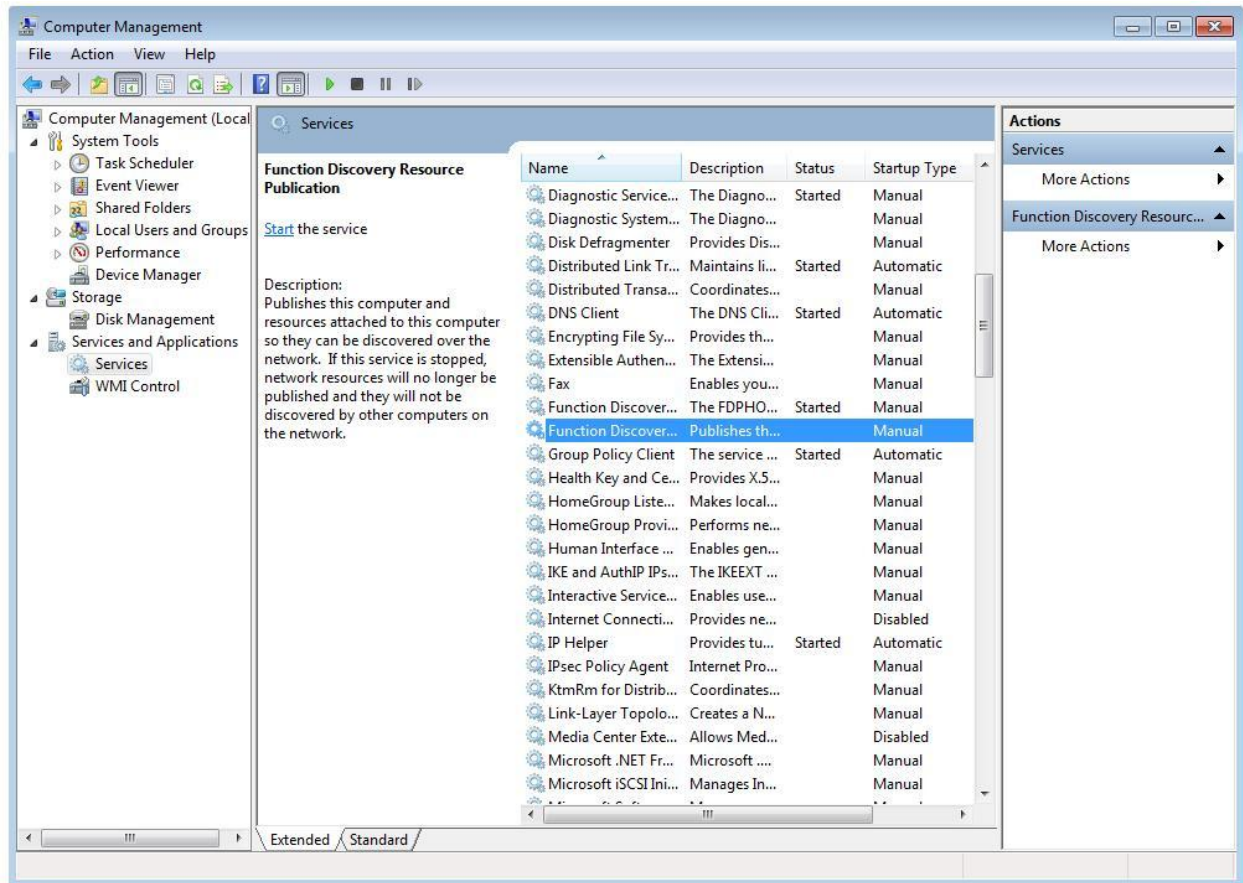 Computer Management
File Action View Help
Computer Management (Local
System Tools
Task Scheduler
Event Viewer
Shared Folders
Local Users and Groups
Performance
Device Manager
Storage
Disk Management
Services and Applications
Services
WMI Control
Services
Function Discovery Resource
Publication
Start the service
Description:
Publishes this computer and
resources attached to this computer
so they can be discovered over the
network. If this service is stopped,
network resources will no longer be
published and they will not be
discovered by other computers on
the network.
Name Description Status Startup Type
Diagnostic Service... The Diagno... Started Manual
Diagnostic System... The Diagno... Manual
Disk Defragmenter Provides Dis... Manual
Distributed Link Tr... Maintains li... Started Automatic
Distributed Transa... Coordinates... Manual
DNS Client The DNS Cli... Started Automatic
Encrypting File Sy... Provides th... Manual
Extensible Authen... The Extensi... Manual
Fax Enables you... Manual
Function Discover... The FDPHO... Started Manual
Function Discover... Publishes th... Manual
Group Policy Client The service ... Started Automatic
Health Key and Ce... Provides X.5... Manual
HomeGroup Liste... Makes local... Manual
HomeGroup Provi... Performs ne... Manual
Human Interface ... Enables gen... Manual
IKE and AuthIP IPs... The IKEEXT ... Manual
Interactive Service... Enables use... Manual
Internet Connecti... Provides ne... Disabled
IP Helper Provides tu... Started Automatic
IPsec Policy Agent Internet Pro... Manual
KtmRm for Distrib... Coordinates... Manual
Link-Layer Topolo... Creates a N... Manual
Media Center Exte... Allows Med... Disabled
Microsoft .NET Fr... Microsoft .... Manual
Microsoft iSCSI Ini... Manages In... Manual
Extended Standard
Actions
Services
More Actions
Function Discovery Resourc...
More Actions